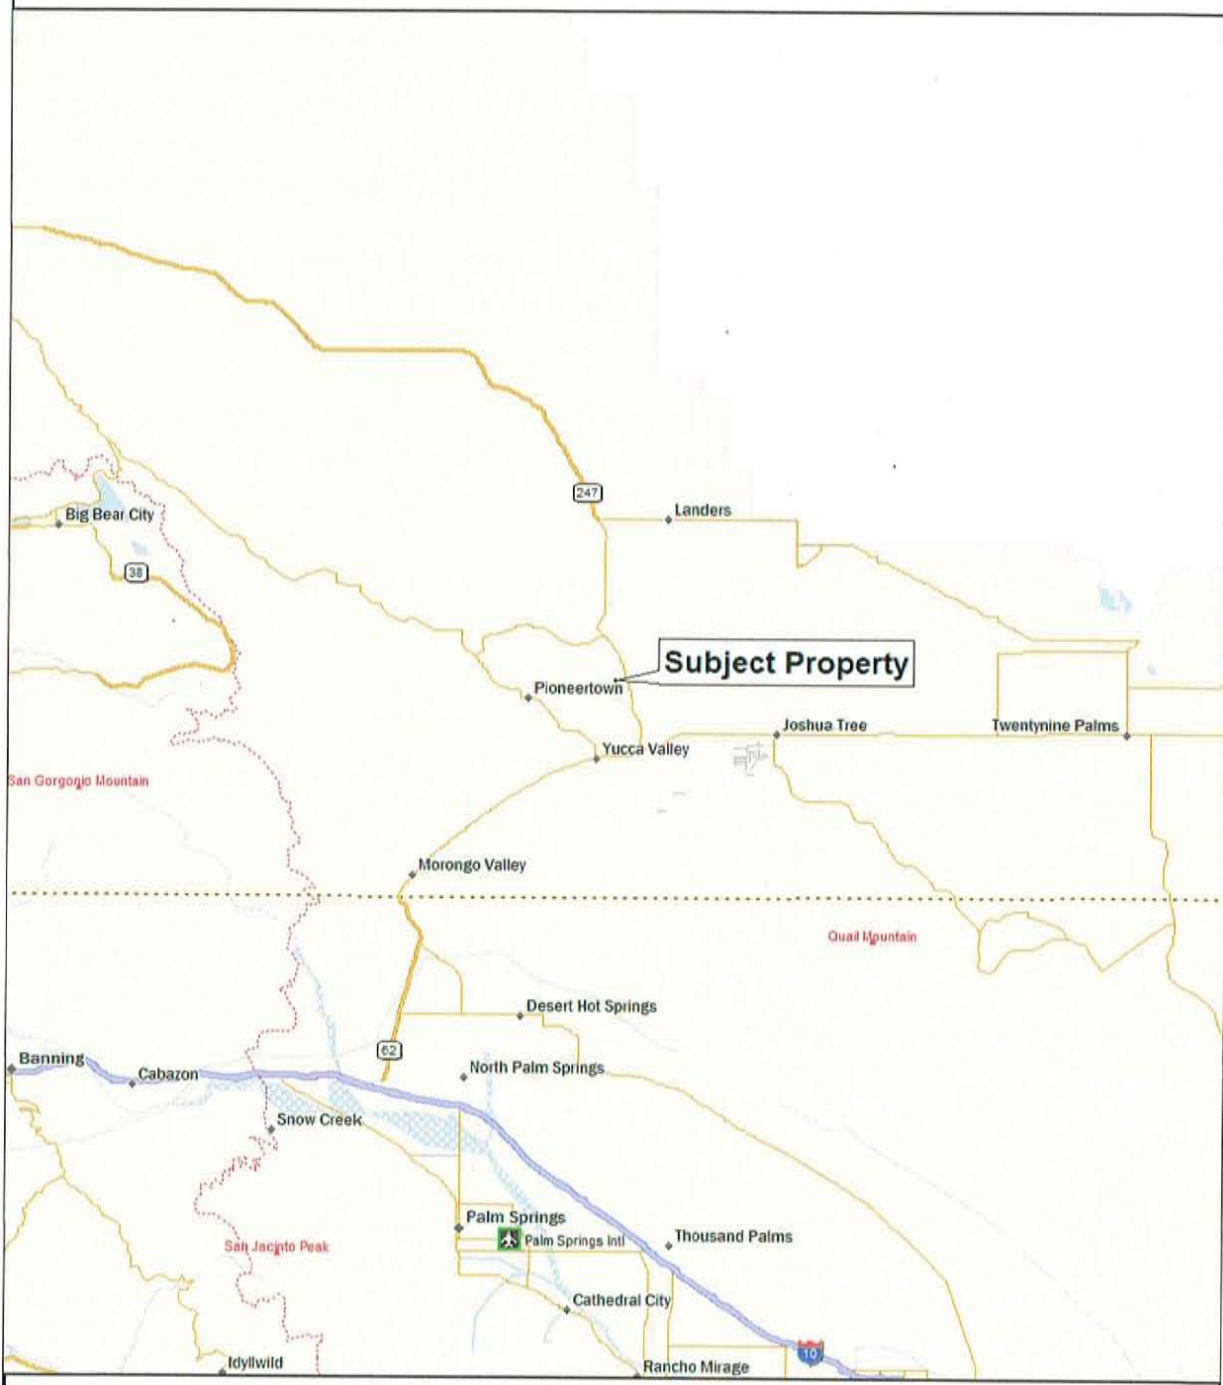 247
Landers
Big Bear City
38
Subject Property
Pioneertown
Joshua Tree
Twentynine Palms
Yucca Valley
San Gorgonio Mountain
Morongo Valley
Quail Mountain
Desert Hot Springs
62
Banning
Cabazon
North Palm Springs
Snow Creek
Palm Springs
Palm Springs Intl
Thousand Palms
San Jacinto Peak
Cathedral City
10
Idyllwild
Rancho Mirage